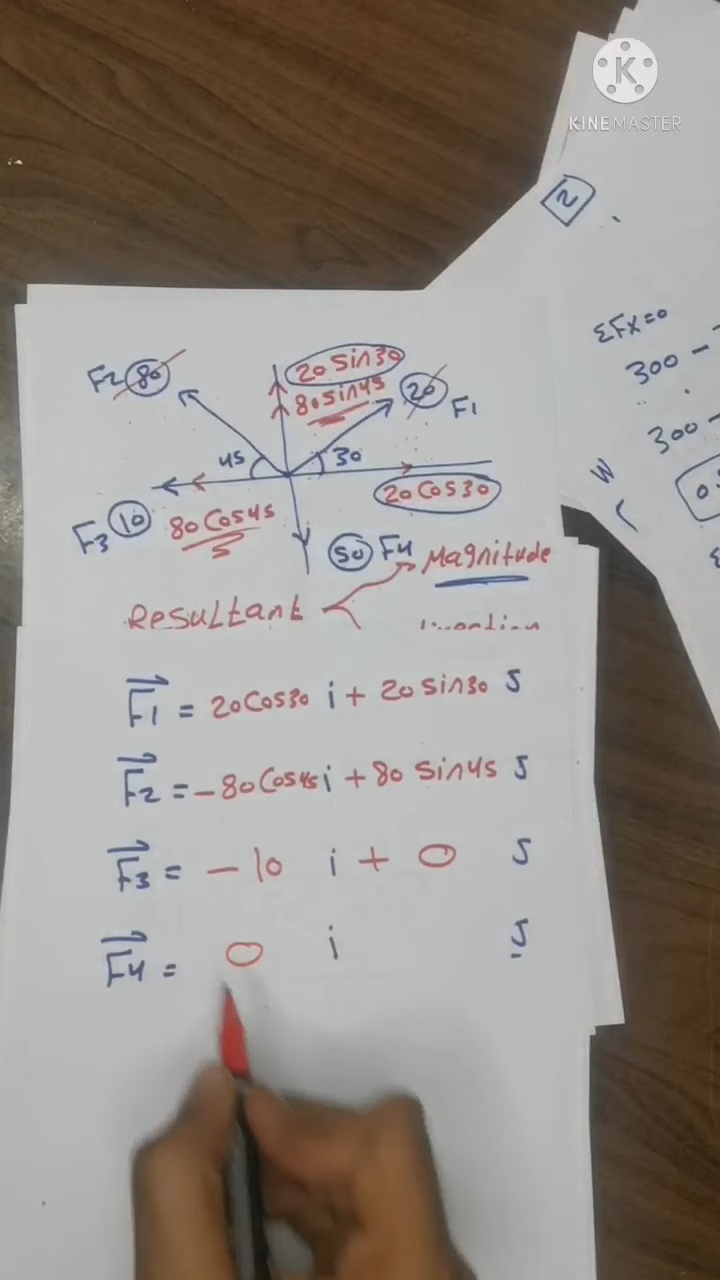 KINEMASTER
2
ΣFx=0
300 -
300 -
F2 80
20 Sin30
80 sin45
20 F1
45
30
20 Cos30
F3 10
80 Cos45
50 F4
Magnitude
Resultant
F1 = 20Cos30 i + 20 sin30 J
F2 = - 80Cos45 i + 80 Sin45 J
F3 = - 10 i + 0 J
F4 = 0 i J